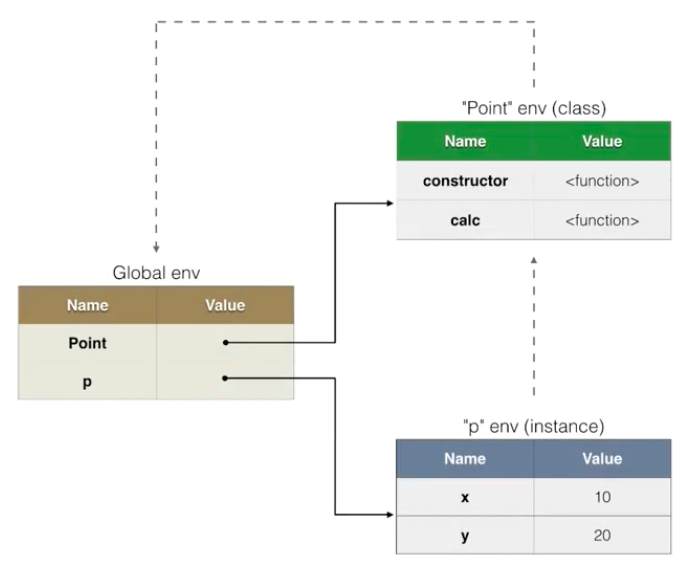 "Point" env (class)
Name Value
constructor <function>
calc <function>
Global env
Name Value
Point
p
"p" env (instance)
Name Value
x 10
y 20